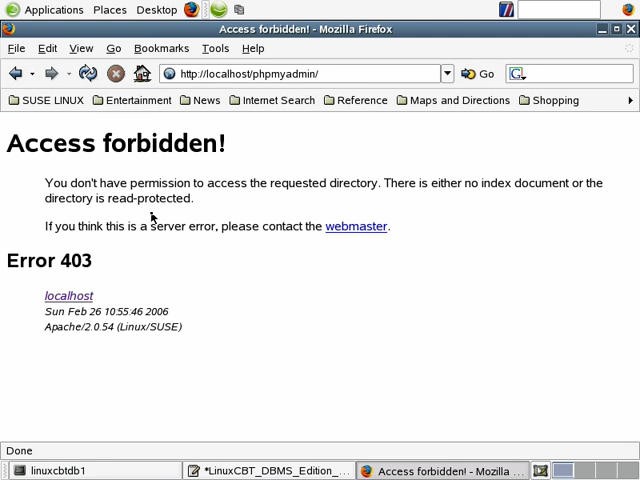 Applications Places Desktop
Access forbidden! - Mozilla Firefox
File Edit View Go Bookmarks Tools Help
http://localhost/phpmyadmin/ Go
SUSE LINUX Entertainment News Internet Search Reference Maps and Directions Shopping
Access forbidden!
You don't have permission to access the requested directory. There is either no index document or the
directory is read-protected.
If you think this is a server error, please contact the webmaster.
Error 403
localhost
Sun Feb 26 10:55:46 2006
Apache/2.0.54 (Linux/SUSE)
Done
linuxcbtdb1 *LinuxCBT_DBMS_Edition_... Access forbidden! - Mozilla ...